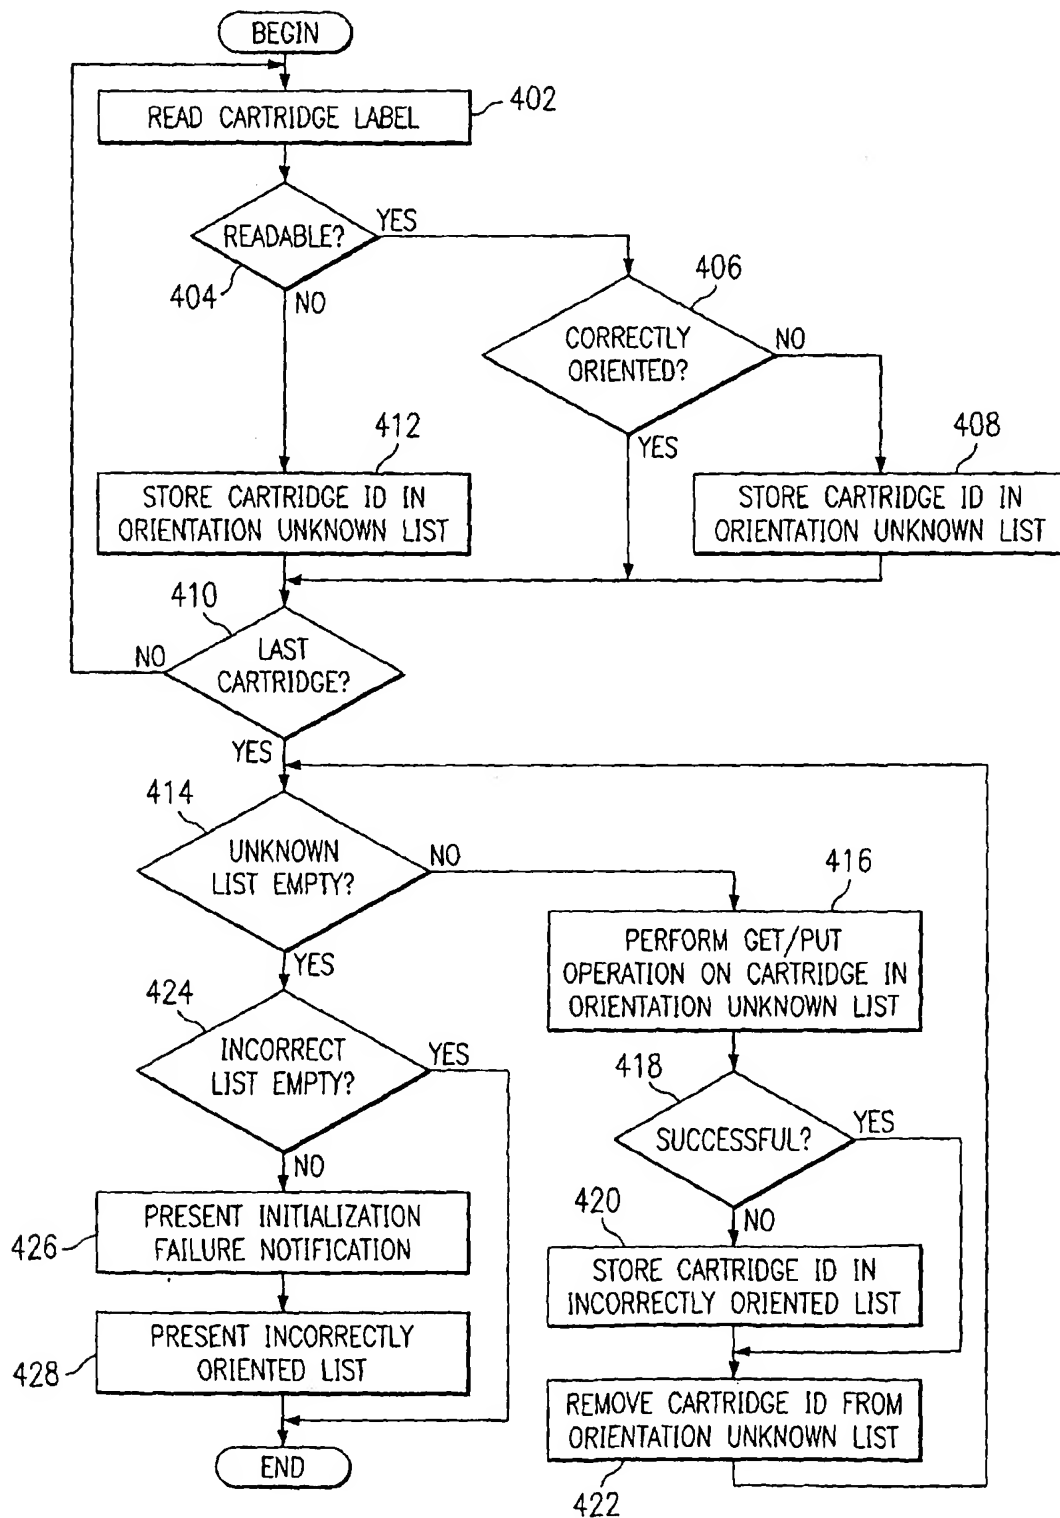 BEGIN
READ CARTRIDGE LABEL
402
READABLE?
YES
404
NO
406
CORRECTLY
ORIENTED?
NO
YES
412
STORE CARTRIDGE ID IN
ORIENTATION UNKNOWN LIST
408
STORE CARTRIDGE ID IN
ORIENTATION UNKNOWN LIST
410
LAST
CARTRIDGE?
NO
YES
414
UNKNOWN
LIST EMPTY?
NO
YES
416
PERFORM GET/PUT
OPERATION ON CARTRIDGE IN
ORIENTATION UNKNOWN LIST
418
SUCCESSFUL?
YES
NO
420
STORE CARTRIDGE ID IN
INCORRECTLY ORIENTED LIST
REMOVE CARTRIDGE ID FROM
ORIENTATION UNKNOWN LIST
422
424
INCORRECT
LIST EMPTY?
YES
NO
PRESENT INITIALIZATION
FAILURE NOTIFICATION
426
PRESENT INCORRECTLY
ORIENTED LIST
428
END